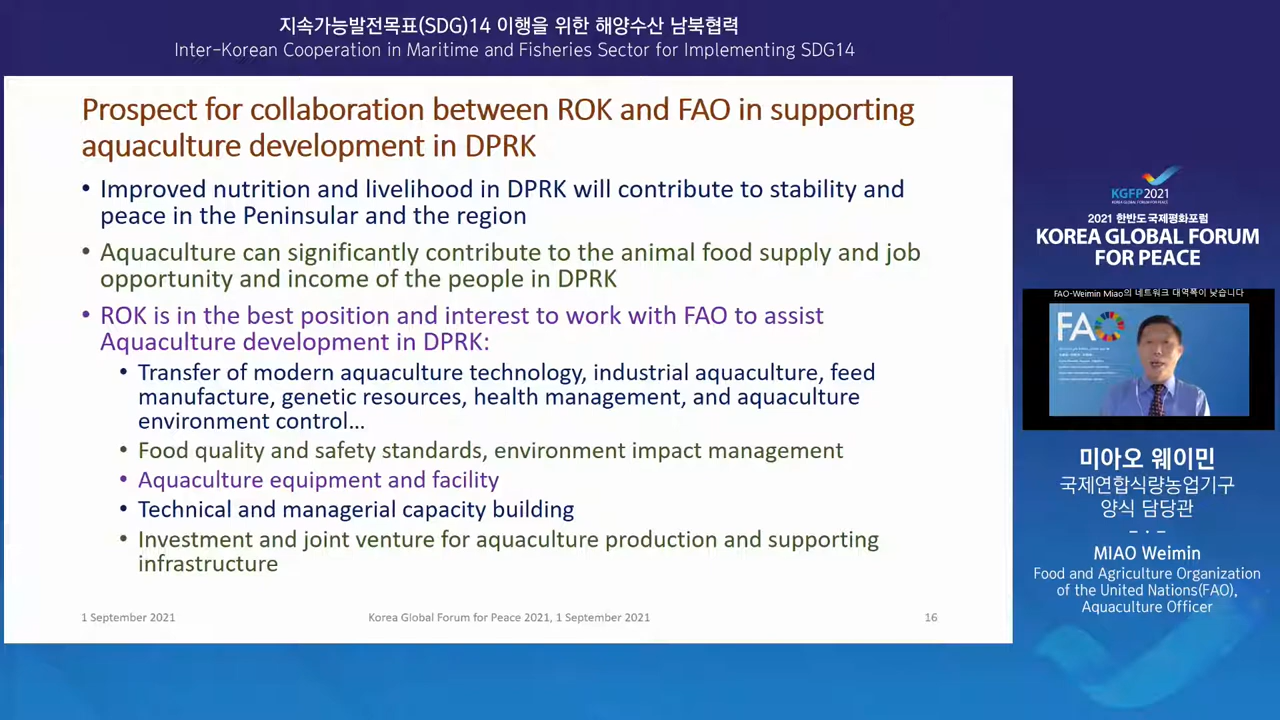 지속가능발전목표(SDG)14 이행을 위한 해양수산 남북협력
Inter-Korean Cooperation in Maritime and Fisheries Sector for Implementing SDG14
Prospect for collaboration between ROK and FAO in supporting
aquaculture development in DPRK
• Improved nutrition and livelihood in DPRK will contribute to stability and
peace in the Peninsular and the region
• Aquaculture can significantly contribute to the animal food supply and job
opportunity and income of the people in DPRK
• ROK is in the best position and interest to work with FAO to assist
Aquaculture development in DPRK:
• Transfer of modern aquaculture technology, industrial aquaculture, feed
manufacture, genetic resources, health management, and aquaculture
environment control…
• Food quality and safety standards, environment impact management
• Aquaculture equipment and facility
• Technical and managerial capacity building
• Investment and joint venture for aquaculture production and supporting
infrastructure
1 September 2021
Korea Global Forum for Peace 2021, 1 September 2021
16
KGFP2021
KOREA GLOBAL FORUM FOR PEACE
2021 한반도국제평화포럼
KOREA GLOBAL FORUM
FOR PEACE
FAO-Weimin Miao의 네트워크 대역폭이 낮습니다
FAO
미아오 웨이민
국제연합식량농업기구
양식 담당관
MIAO Weimin
Food and Agriculture Organization
of the United Nations(FAO),
Aquaculture Officer